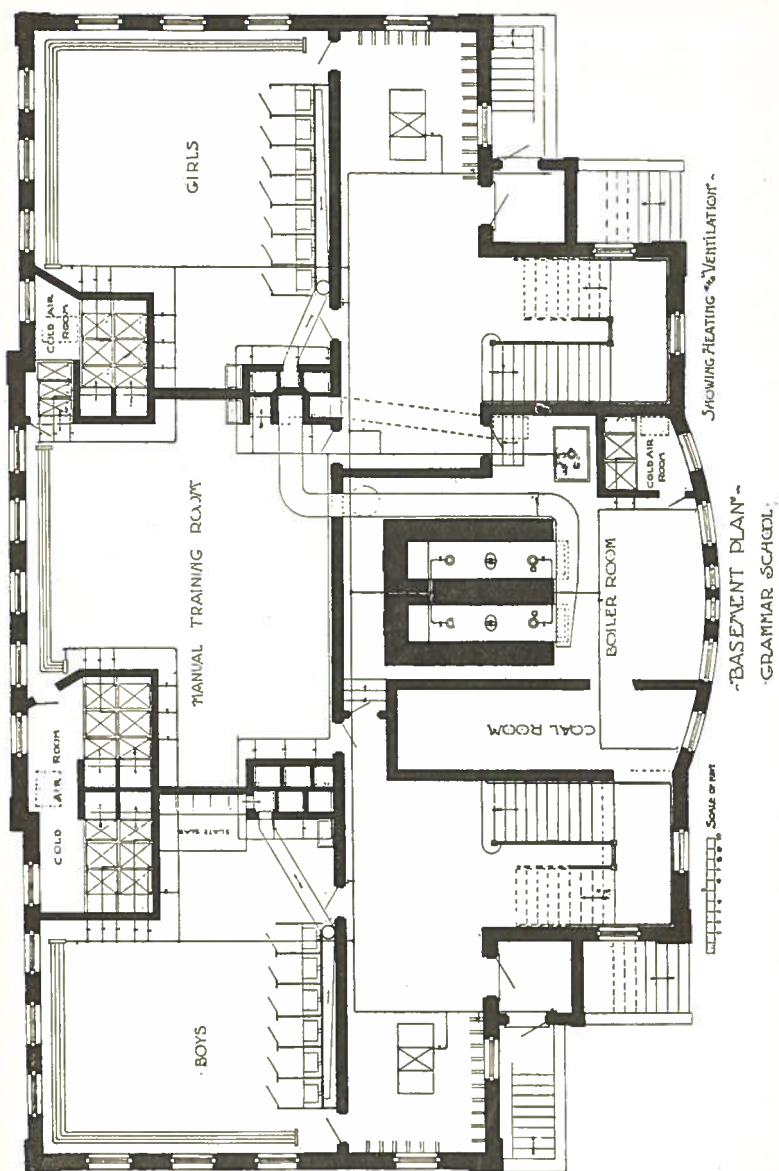 GIRLS
COLD AIR
ROOM
MANUAL TRAINING ROOM
COLD AIR ROOM
SLATE SLAB
BOYS
COLD AIR
ROOM
BOILER ROOM
COAL ROOM
-BASEMENT PLAN-
-GRAMMAR SCHOOL-
SHOWING HEATING VENTILATION-
SCALE OF FEET